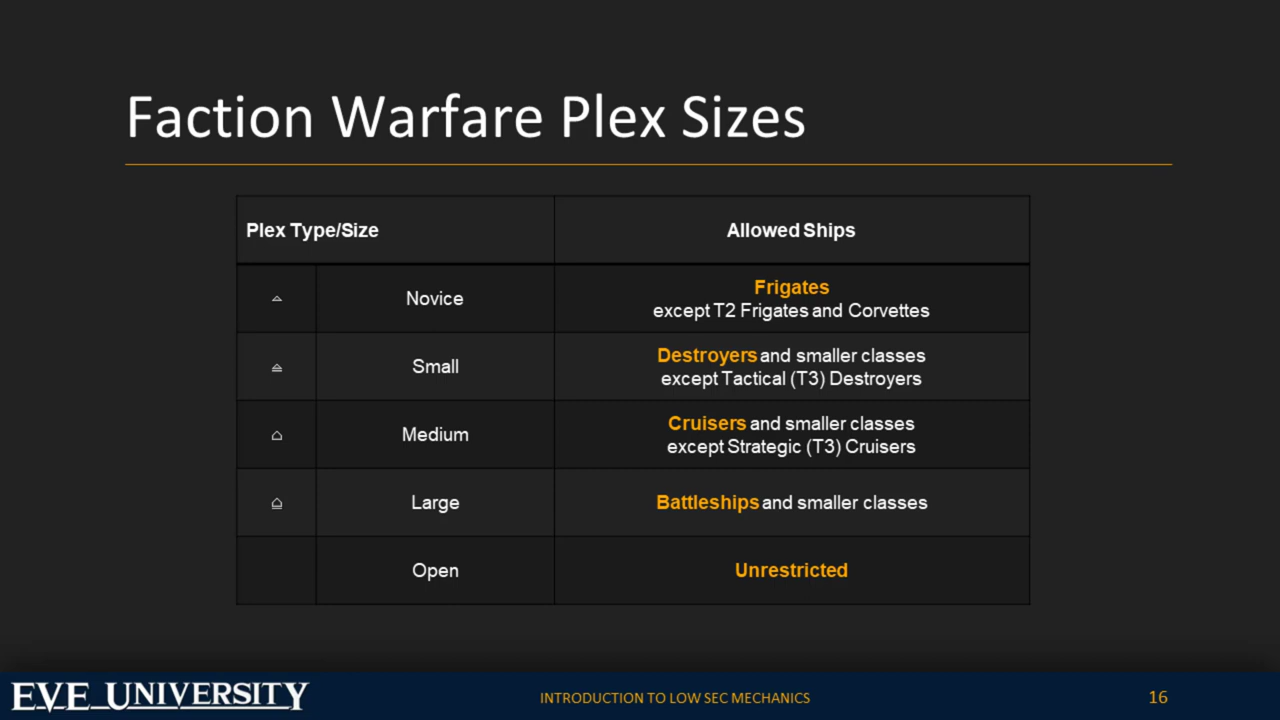 Faction Warfare Plex Sizes
Plex Type/Size
Allowed Ships
Novice
Frigates
except T2 Frigates and Corvettes
Small
Destroyers and smaller classes
except Tactical (T3) Destroyers
Medium
Cruisers and smaller classes
except Strategic (T3) Cruisers
Large
Battleships and smaller classes
Open
Unrestricted
EVE UNIVERSITY
INTRODUCTION TO LOW SEC MECHANICS
16